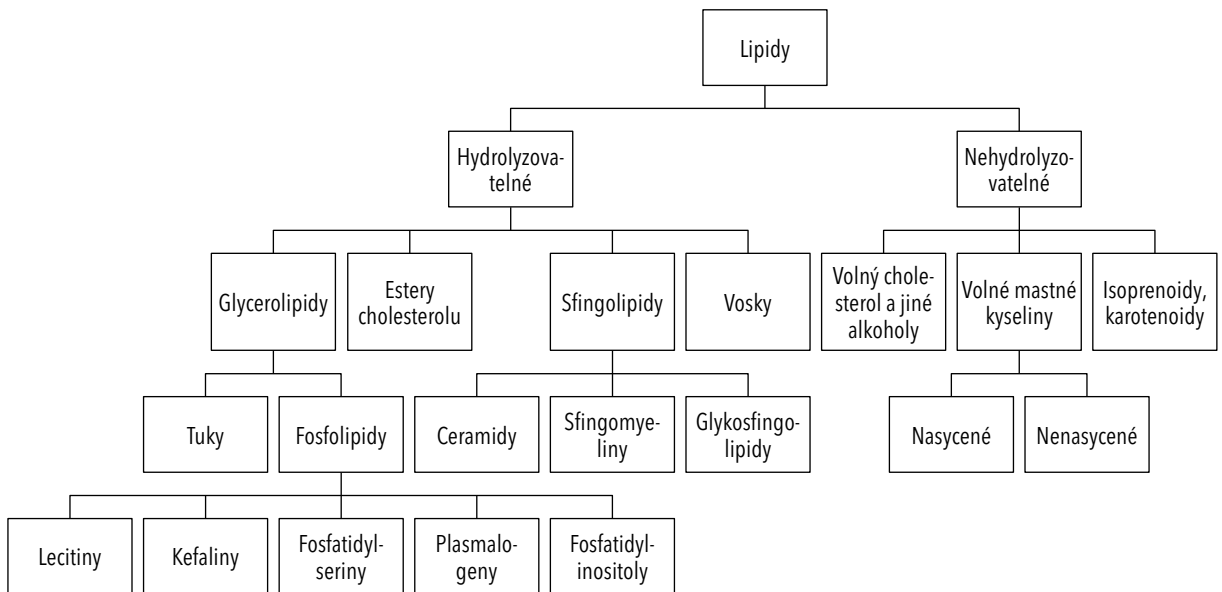 Lipidy
Hydrolyzova-
telné
Nehydrolyzo-
vatelné
Glycerolipidy
Estery
cholesterolu
Sfingolipidy
Vosky
Volný chole-
sterol a jiné
alkoholy
Volné mastné
kyseliny
Isoprenoidy,
karotenoidy
Tuky
Fosfolipidy
Ceramidy
Sfingomye-
liny
Glykosfingo-
lipidy
Nasycené
Nenasycené
Lecitiny
Kefaliny
Fosfatidyl-
seriny
Plasmalo-
geny
Fosfatidyl-
inositoly